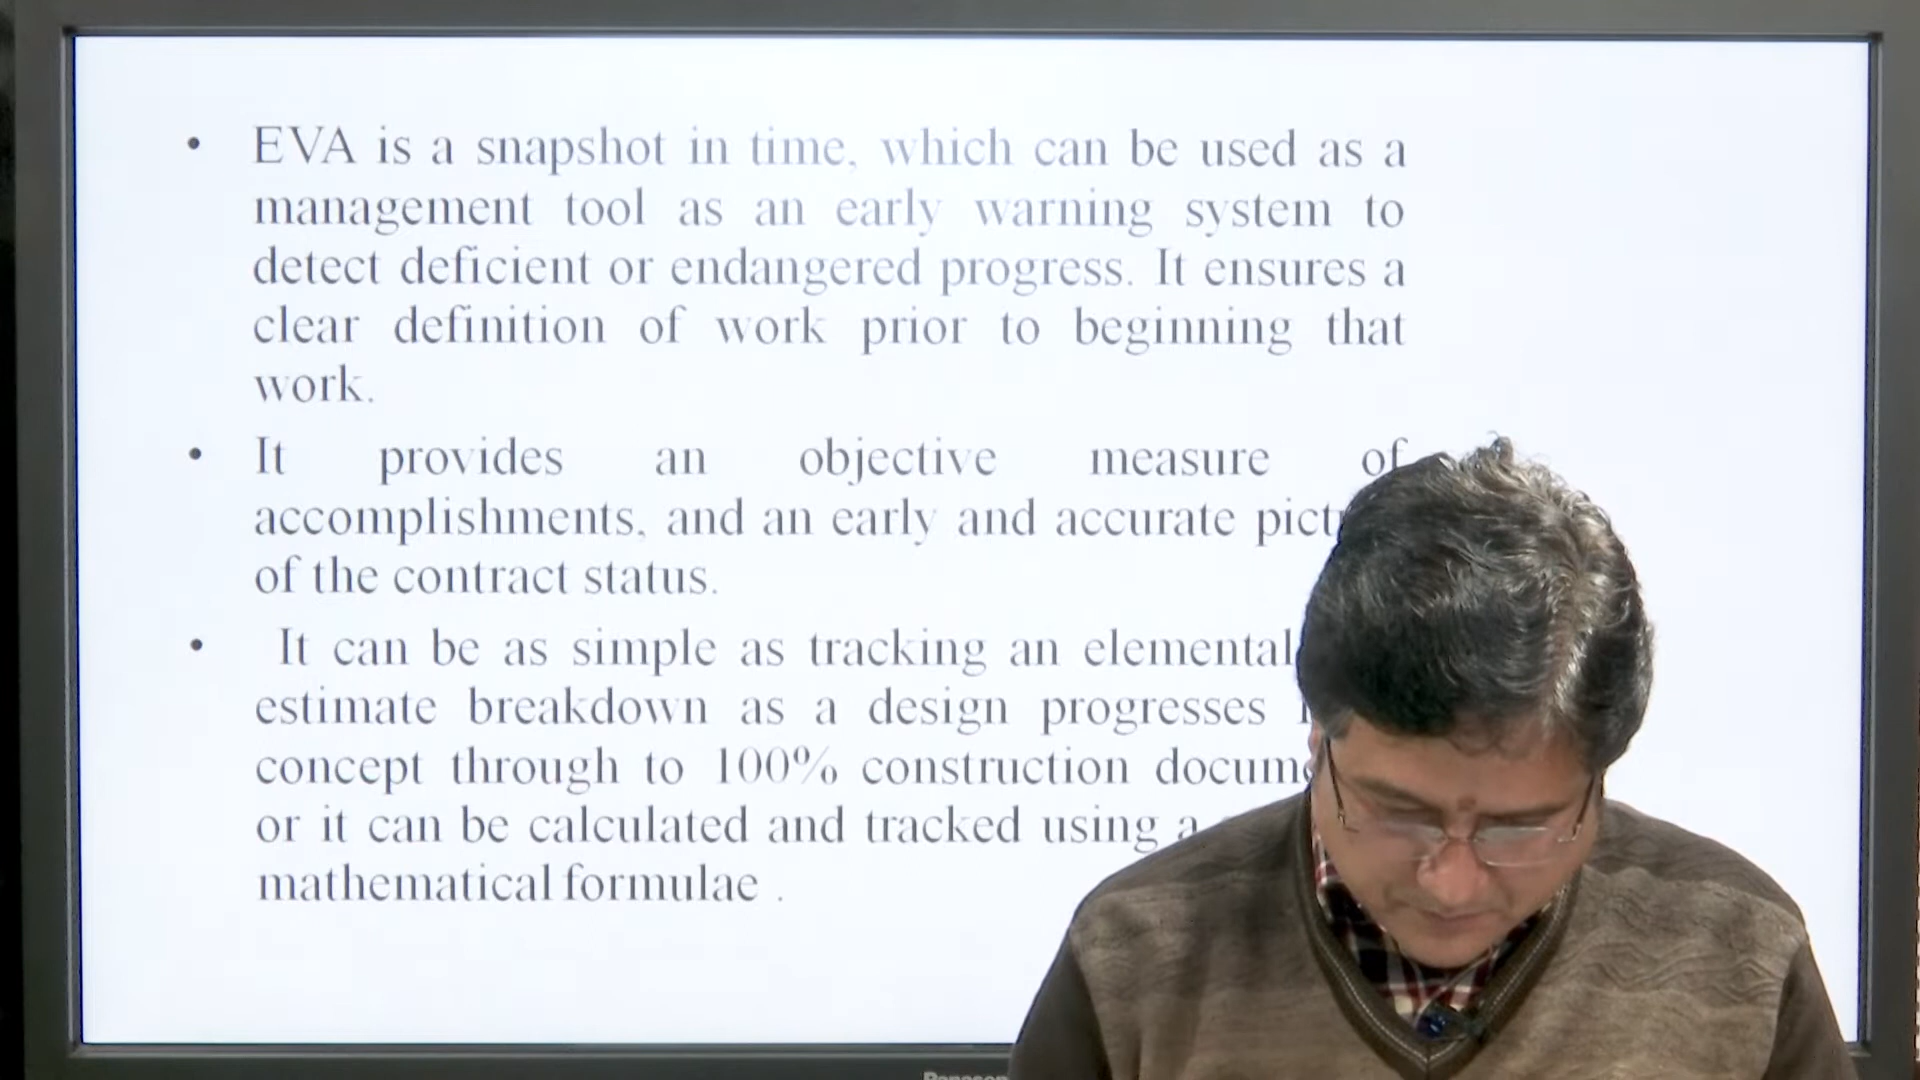 • EVA is a snapshot in time, which can be used as a
management tool as an early warning system to
detect deficient or endangered progress. It ensures a
clear definition of work prior to beginning that
work.
• It provides an objective measure of
accomplishments, and an early and accurate
of the contract status.
• It can be as simple as tracking an elemental
estimate breakdown as a design progresses
concept through to 100% construction
or it can be calculated and tracked using a
mathematical formulae .